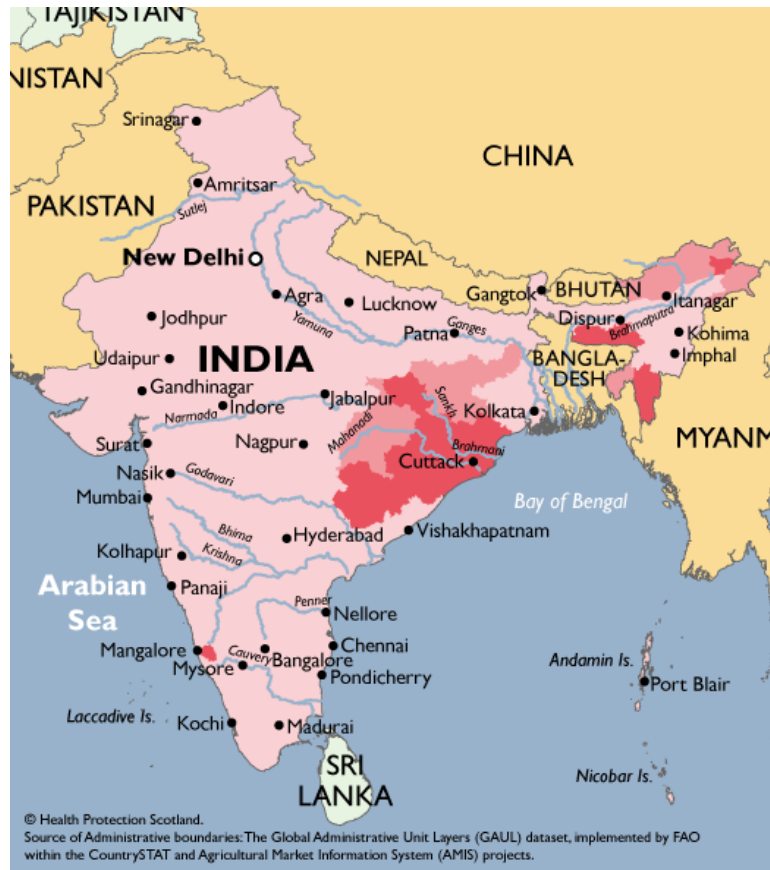 TAJIKISTAN
NISTAN
Srinagar
CHINA
Amritsar
PAKISTAN
Sutlej
New Delhi
NEPAL
Gangtok
BHUTAN
Itanagar
Agra
Lucknow
Jodhpur
Yamuna
Patna
Ganges
Dispur
Brahmaputra
Kohima
Udaipur
INDIA
BANGLA-
DESH
Imphal
Gandhinagar
Indore
Jabalpur
Sankh
Kolkata
Narmada
Mahanadi
MYANM
Surat
Nagpur
Brahmani
Cuttack
Nasik
Godavari
Mumbai
Bay of Bengal
Bhima
Hyderabad
Vishakhapatnam
Kolhapur
Krishna
Arabian
Sea
Panaji
Penner
Nellore
Mangalore
Cauvery
Bangalore
Chennai
Mysore
Pondicherry
Andamin Is.
Port Blair
Laccadive Is.
Kochi
Madurai
SRI
LANKA
Nicobar Is.
© Health Protection Scotland.
Source of Administrative boundaries: The Global Administrative Unit Layers (GAUL) dataset, implemented by FAO
within the CountrySTAT and Agricultural Market Information System (AMIS) projects.